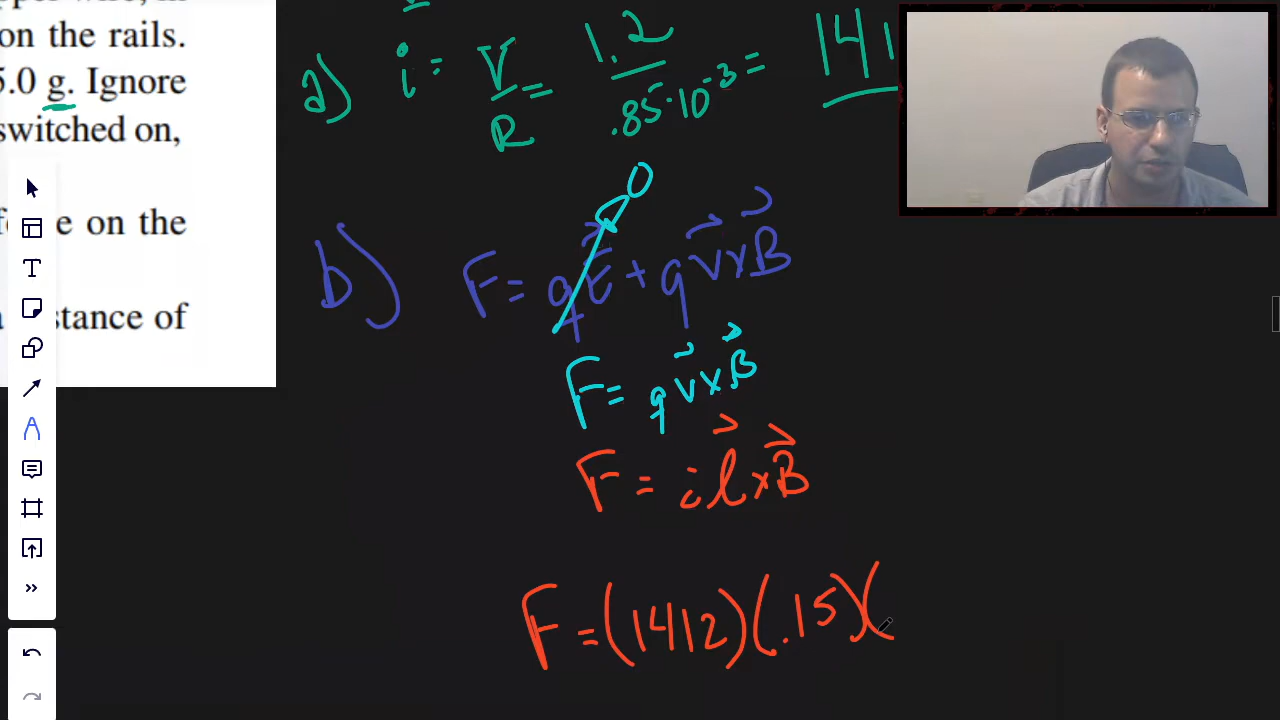 on the rails.
5.0 g. Ignore
switched on,
e on the
stance of
a) i = V/R = 1.2/.85·10⁻³ = 141
b) F = qE⃗ + qv⃗×B⃗
0
F = qv⃗×B⃗
F = il⃗×B⃗
F = (1412)(.15)(